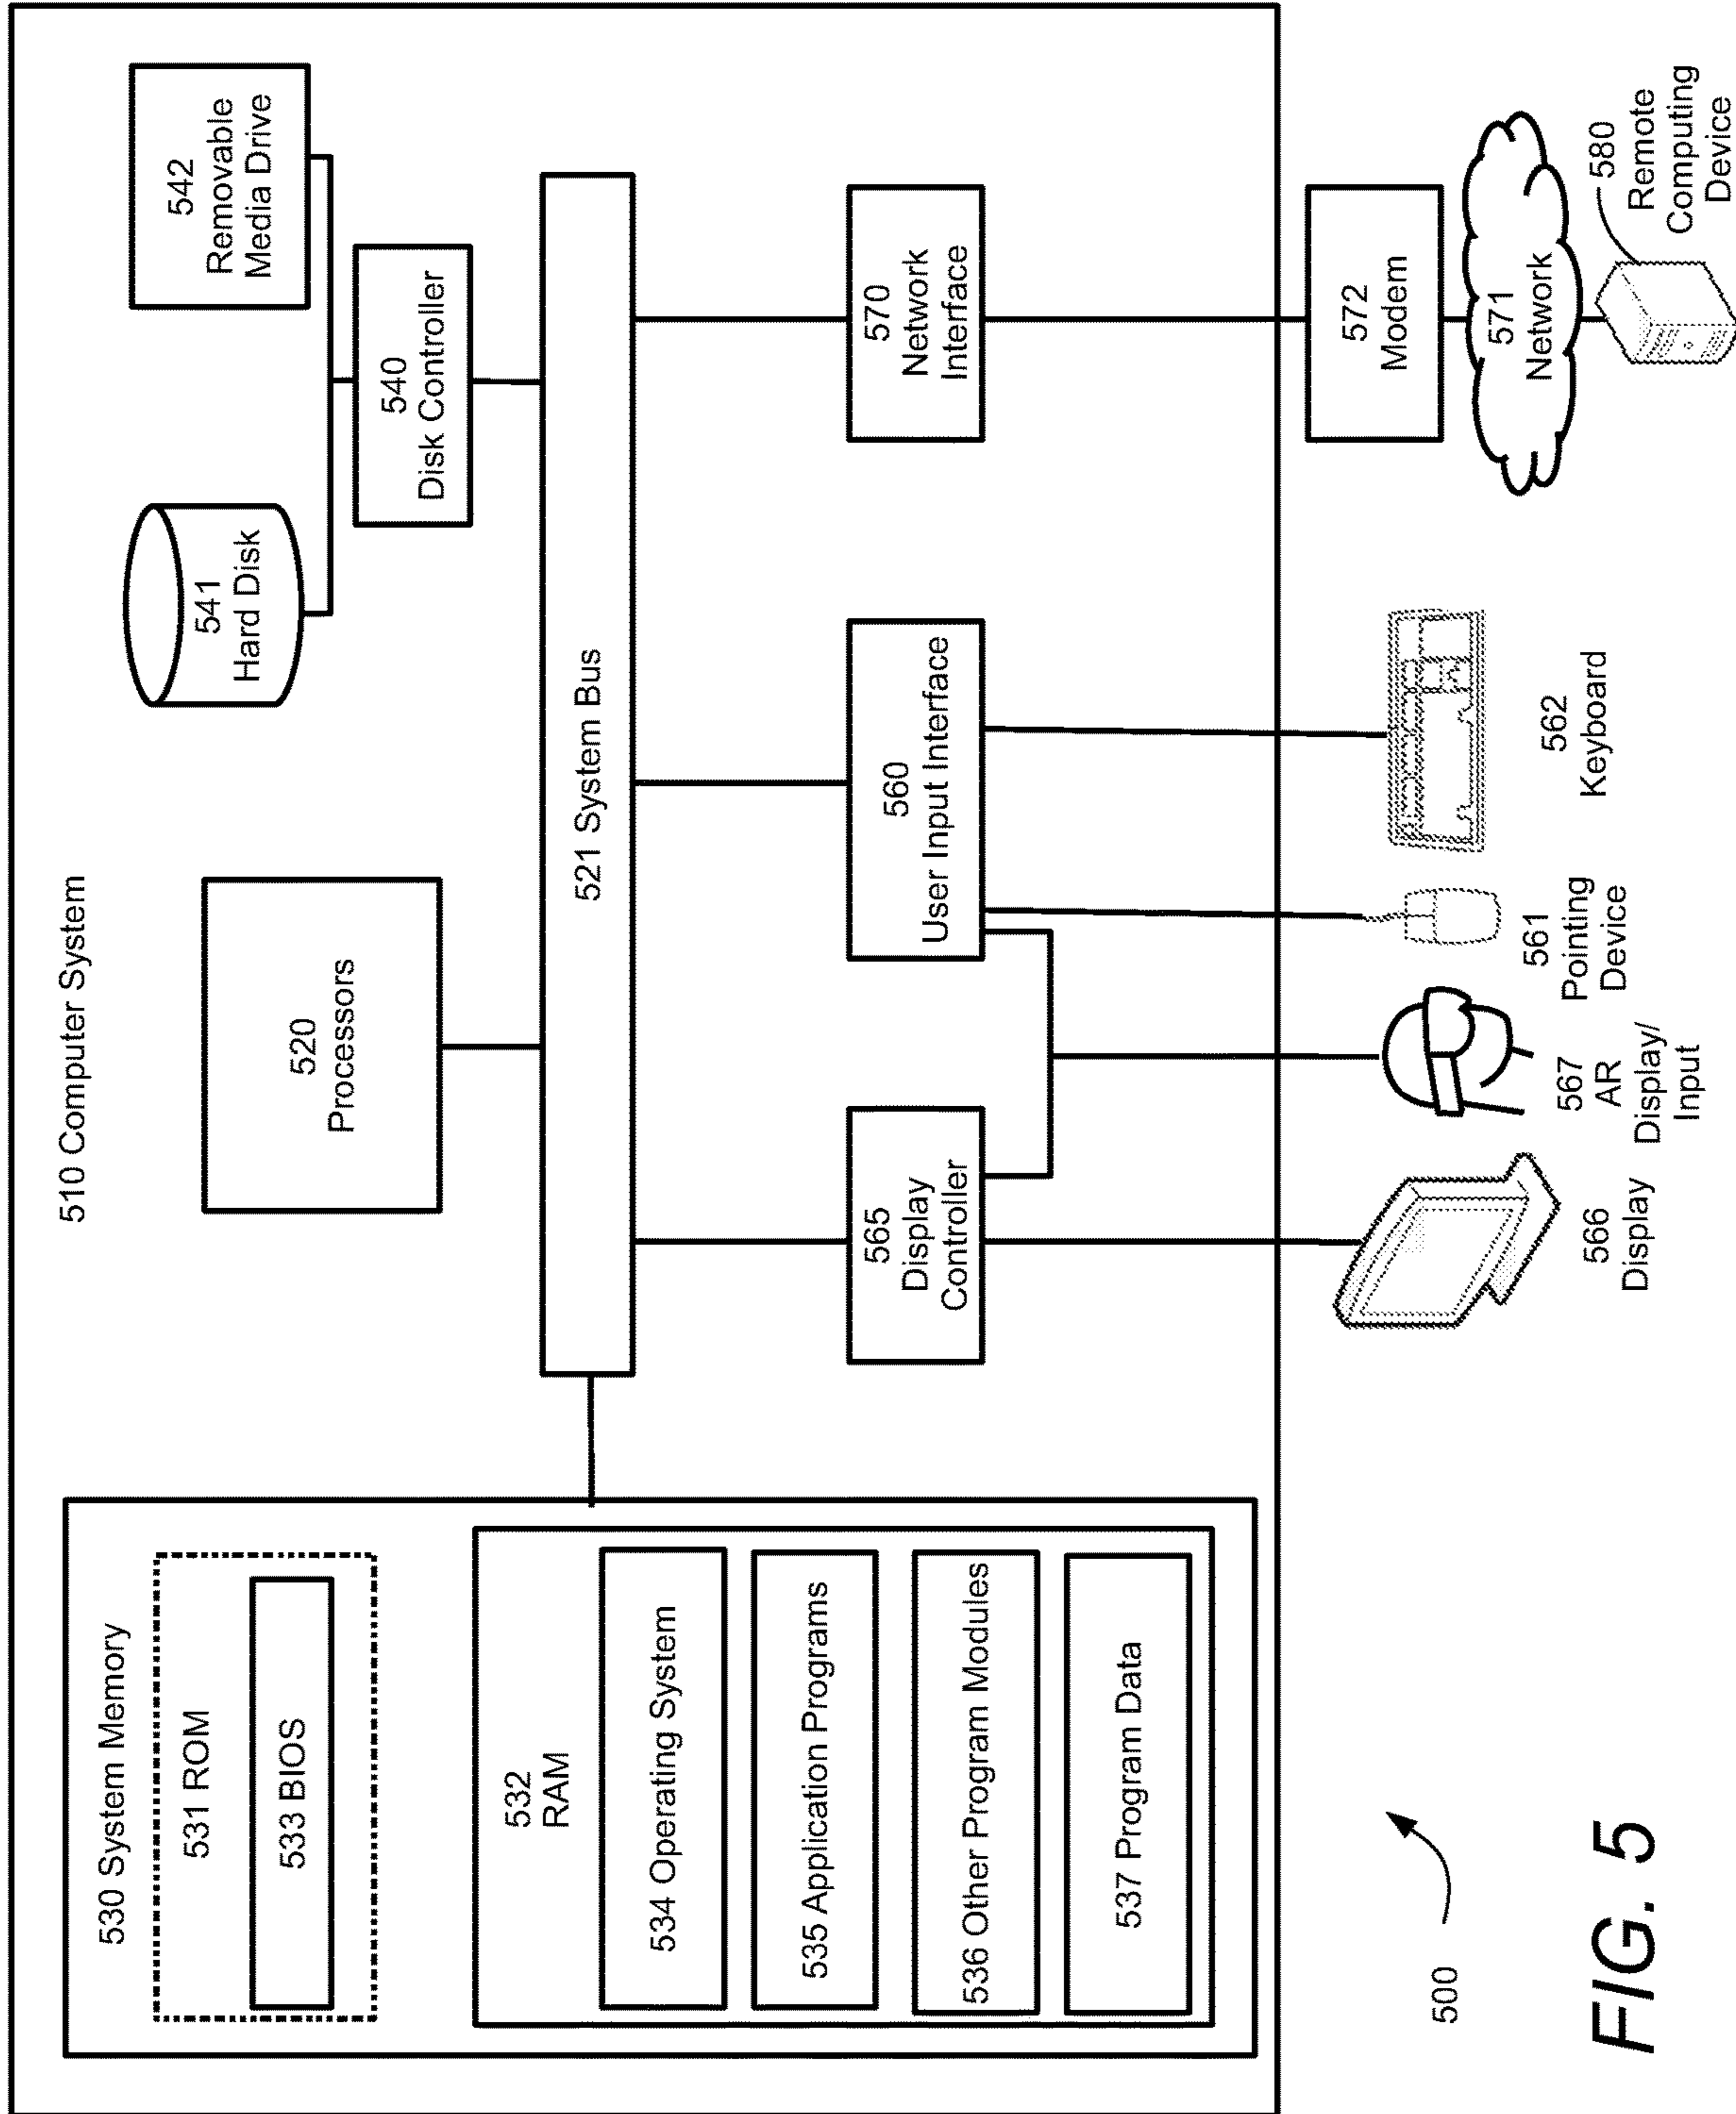 510 Computer System
530 System Memory
531 ROM
533 BIOS
532
RAM
534 Operating System
535 Application Programs
536 Other Program Modules
537 Program Data
520
Processors
541
Hard Disk
542
Removable
Media Drive
540
Disk Controller
521 System Bus
565
Display
Controller
560
User Input Interface
570
Network
Interface
566
Display
567
AR
Display/
Input
561
Pointing
Device
562
Keyboard
572
Modem
571
Network
580
Remote
Computing
Device
500
FIG. 5